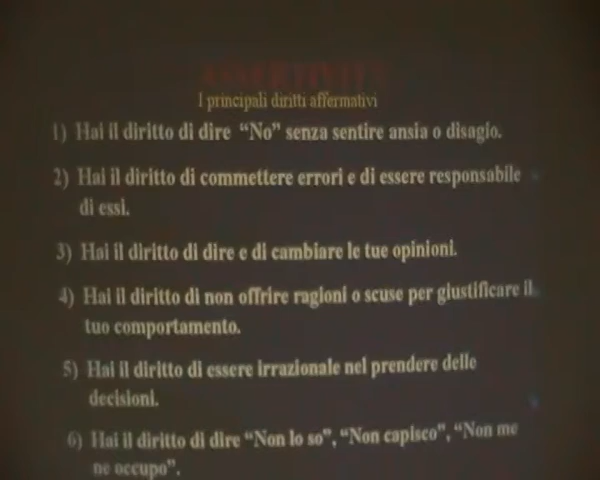 I principali diritti affermativi
1) Hai il diritto di dire “No” senza sentire ansia o disagio.
2) Hai il diritto di commettere errori e di essere responsabile
di essi.
3) Hai il diritto di dire e di cambiare le tue opinioni.
4) Hai il diritto di non offrire ragioni o scuse per giustificare il
tuo comportamento.
5) Hai il diritto di essere irrazionale nel prendere delle
decisioni.
6) Hai il diritto di dire “Non lo so”, “Non capisco”, “Non me
ne occupo”.